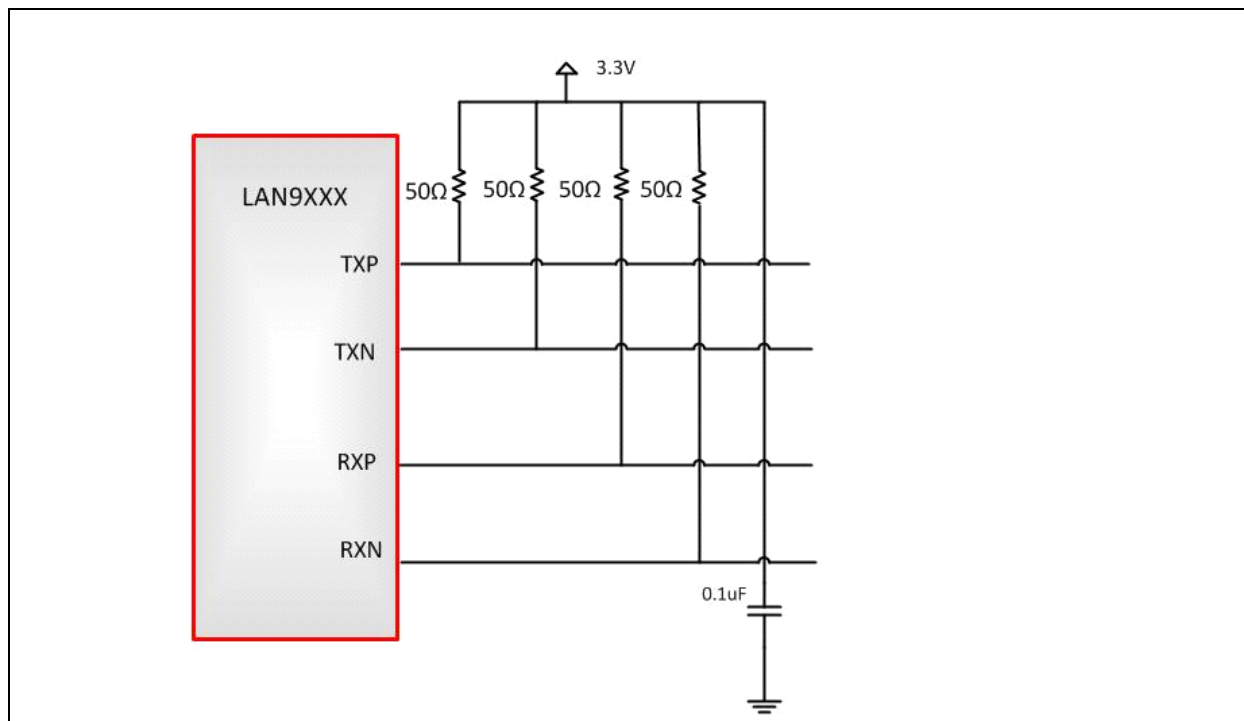 3.3V
50Ω 50Ω 50Ω 50Ω
LAN9XXX
TXP
TXN
RXP
RXN
0.1uF